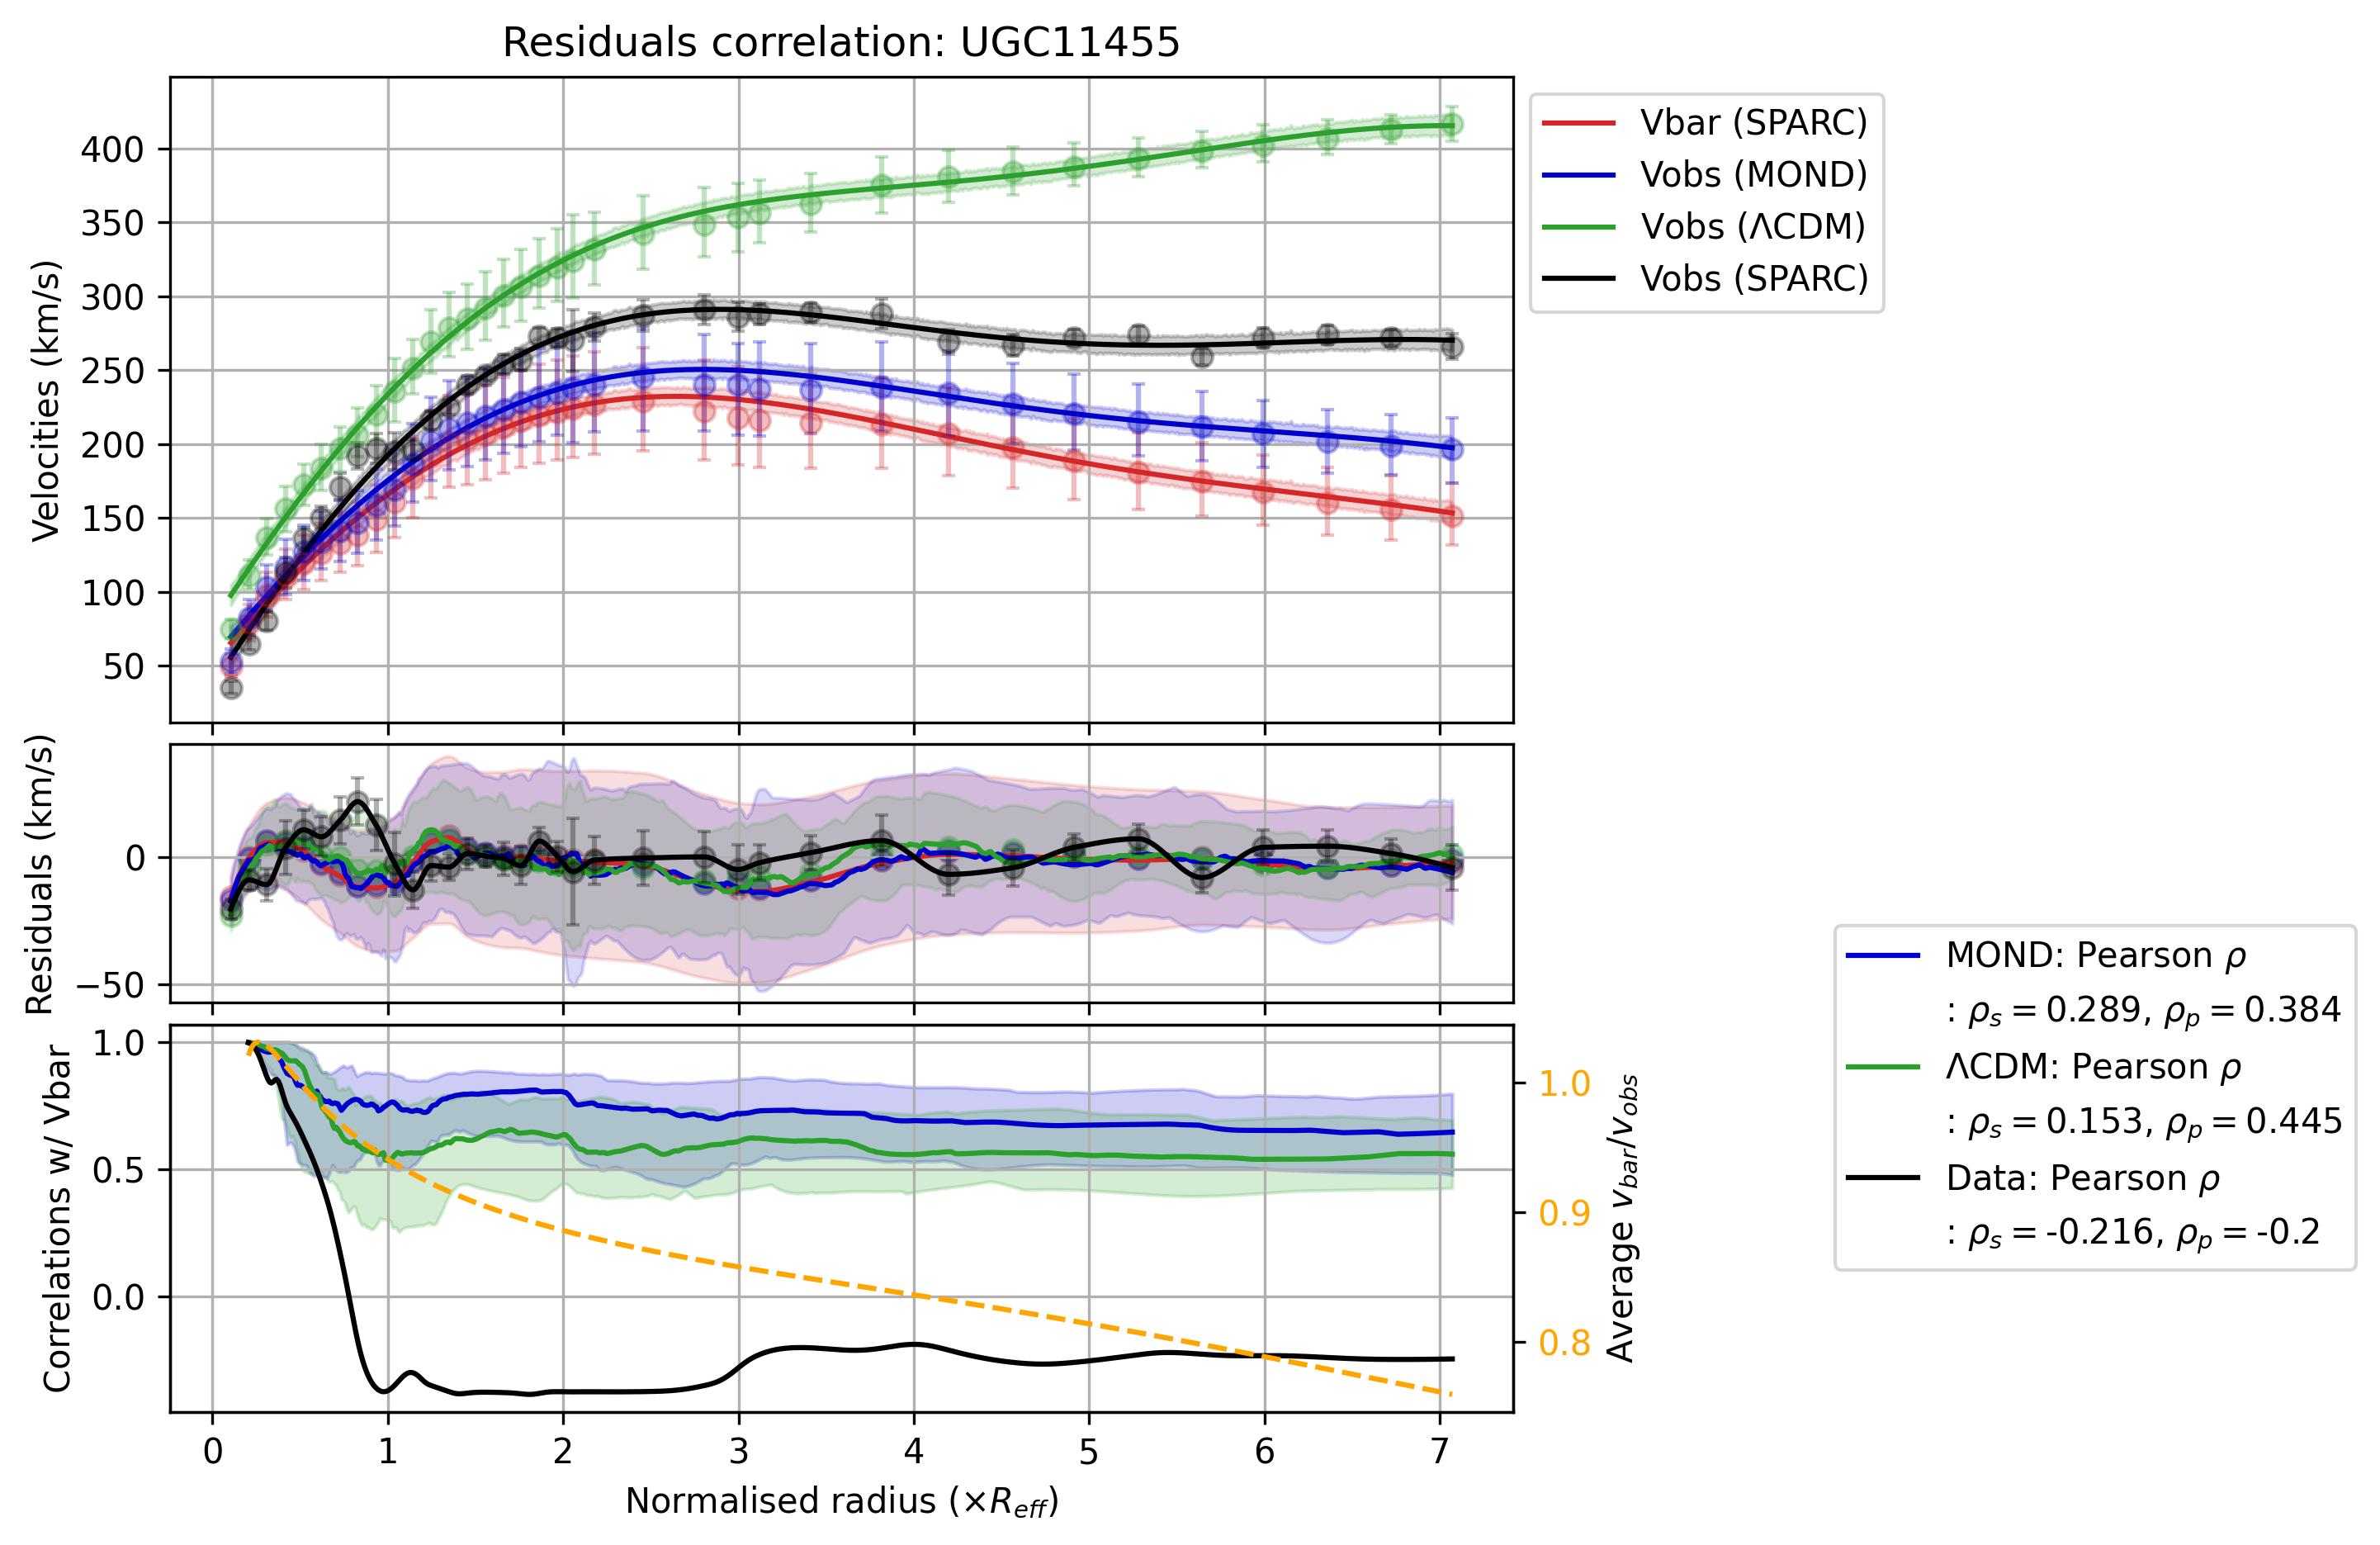 Residuals correlation: UGC11455
Velocities (km/s)
400
350
300
250
200
150
100
50
Vbar (SPARC)
Vobs (MOND)
Vobs (ΛCDM)
Vobs (SPARC)
Residuals (km/s)
0
−50
Correlations w/ Vbar
1.0
0.5
0.0
1.0
0.9
0.8
Average v_bar/v_obs
MOND: Pearson ρ
: ρ_s = 0.289, ρ_p = 0.384
ΛCDM: Pearson ρ
: ρ_s = 0.153, ρ_p = 0.445
Data: Pearson ρ
: ρ_s = -0.216, ρ_p = -0.2
0 1 2 3 4 5 6 7
Normalised radius (×R_eff)